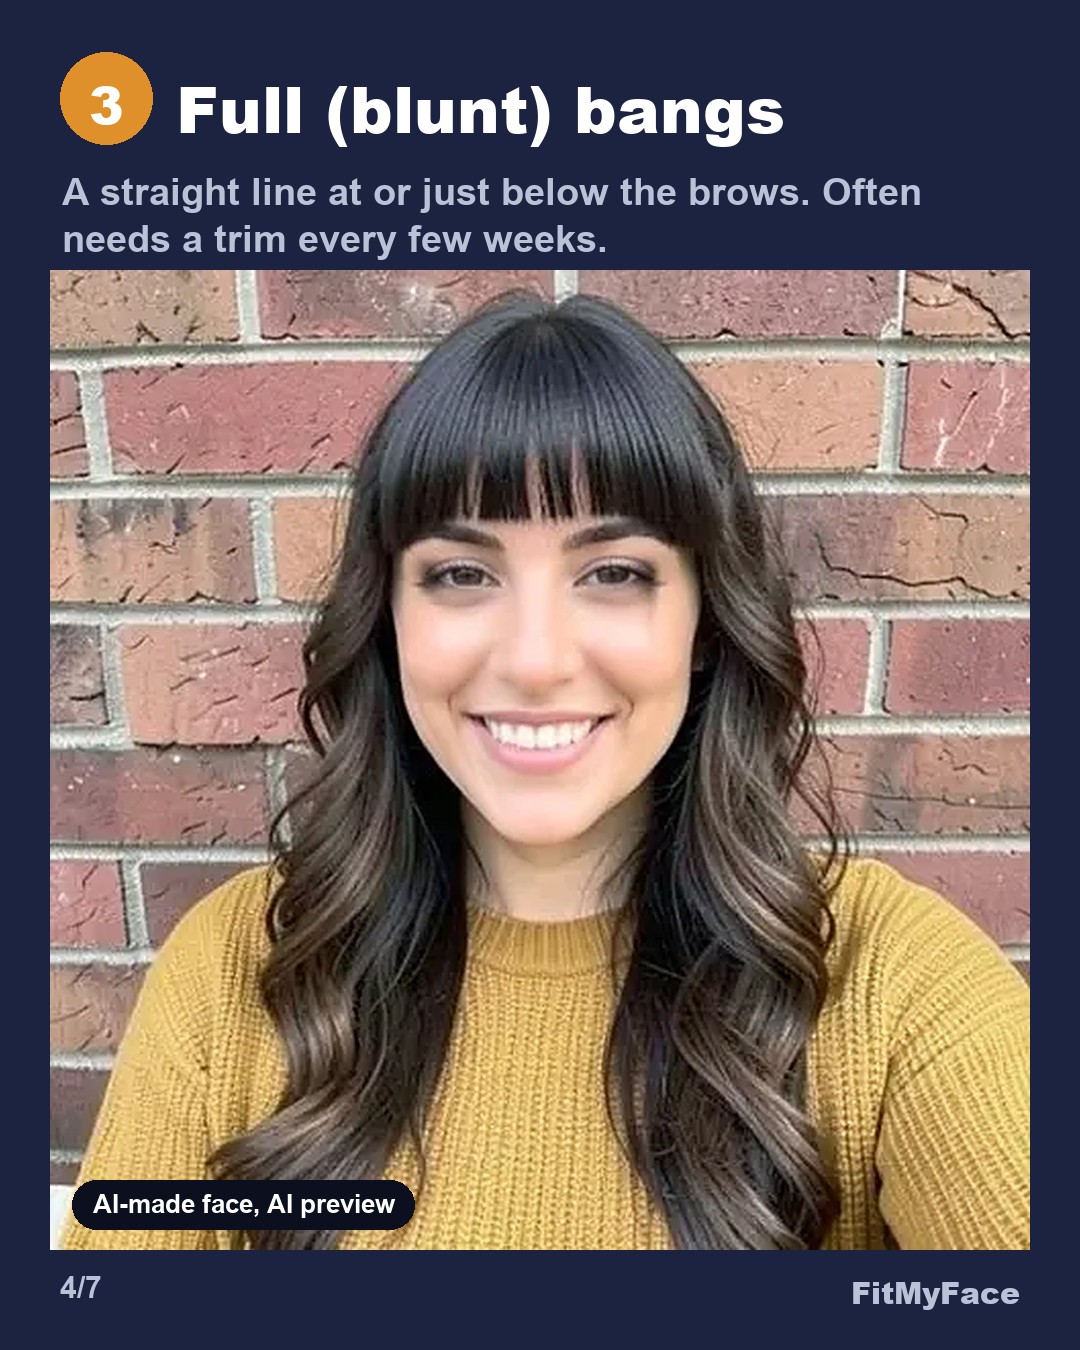 3 Full (blunt) bangs
A straight line at or just below the brows. Often
needs a trim every few weeks.
AI-made face, AI preview
4/7
FitMyFace